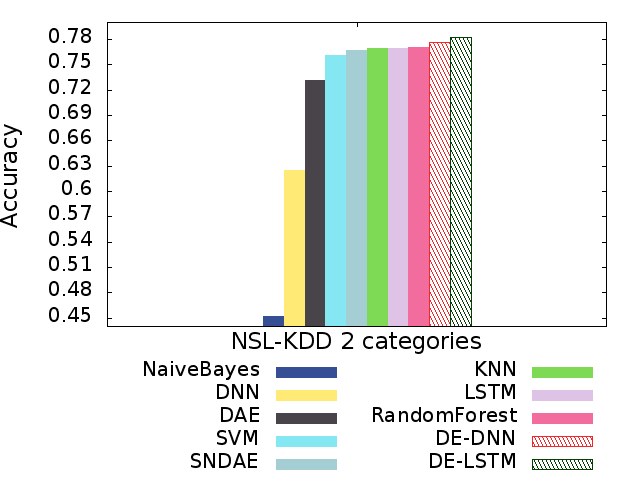 0.78
0.75
0.72
0.69
0.66
0.63
0.6
0.57
0.54
0.51
0.48
0.45
Accuracy
NSL-KDD 2 categories
NaiveBayes
DNN
DAE
SVM
SNDAE
KNN
LSTM
RandomForest
DE-DNN
DE-LSTM